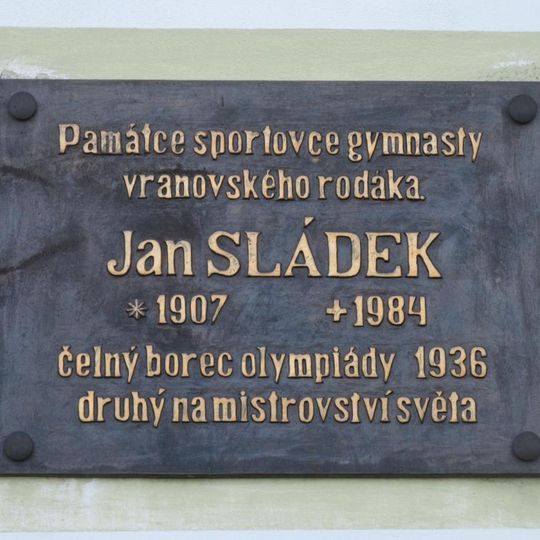 Památce sportovce gymnasty
vranovského rodáka.
Jan SLÁDEK
* 1907 + 1984
čelný borec olympiády 1936
druhý na mistrovství světa